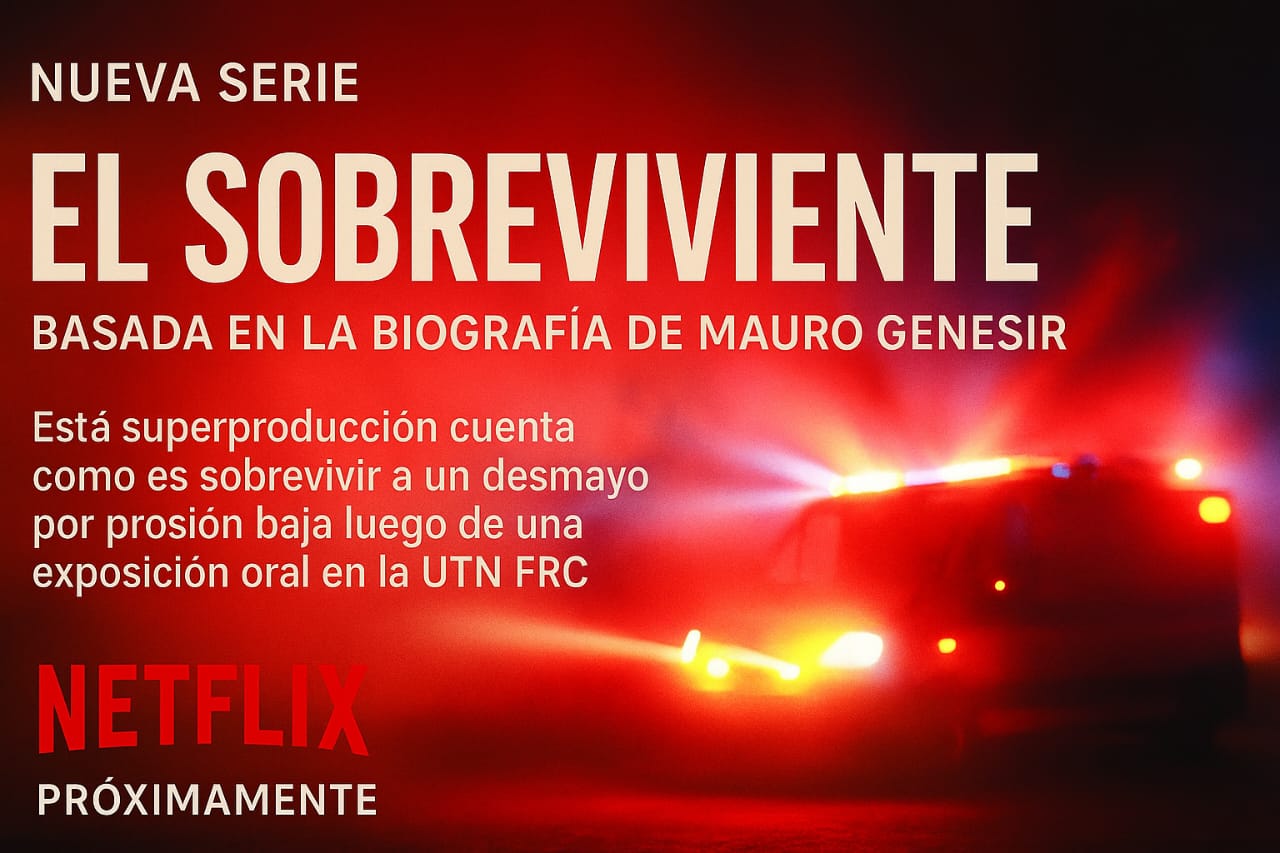 NUEVA SERIE
EL SOBREVIVIENTE
BASADA EN LA BIOGRAFÍA DE MAURO GENESIR
Está superproducción cuenta
como es sobrevivir a un desmayo
por prosión baja luego de una
exposición oral en la UTN FRC
NETFLIX
PRÓXIMAMENTE